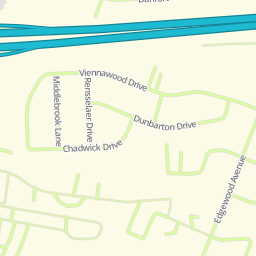 Viennawood Drive
Middlebrook Lane
Rensselaer Drive
Dunbarton Drive
Chadwick Drive
Edgewood Avenue